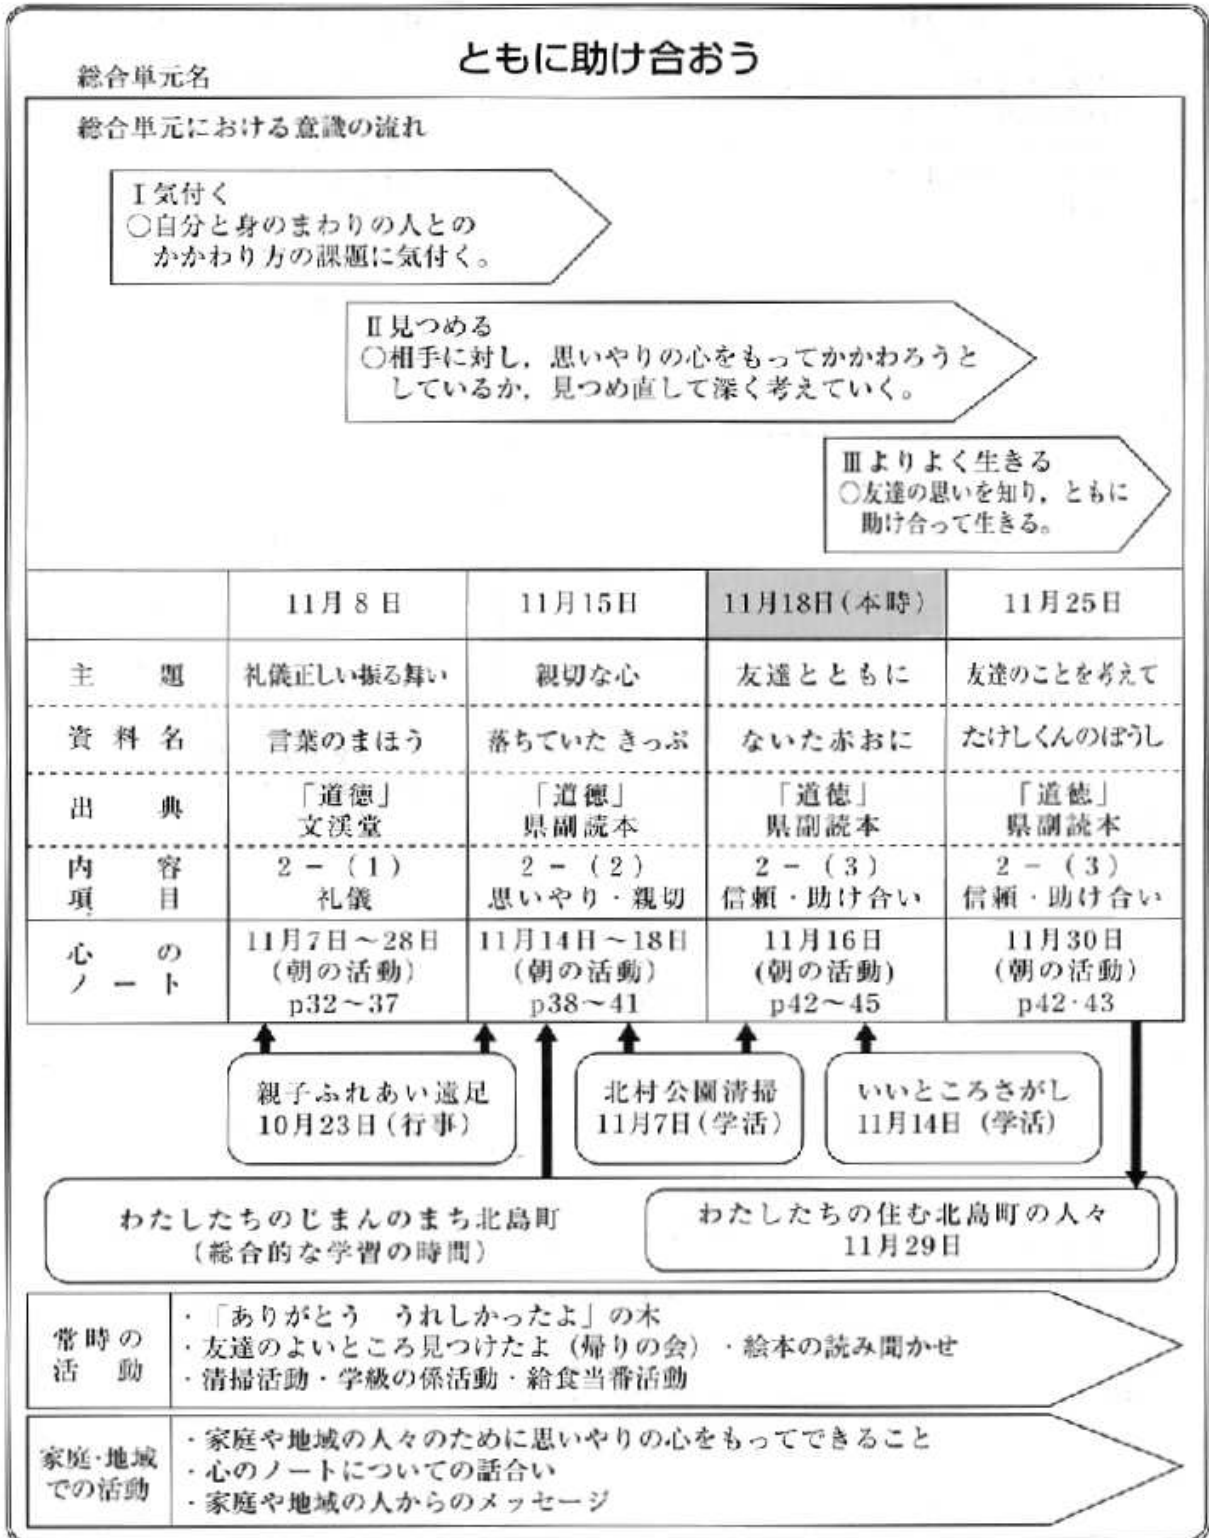 総合単元名
ともに助け合おう
総合単元における意識の流れ
Ⅰ気付く
○自分と身のまわりの人との
かかわり方の課題に気付く。
Ⅱ見つめる
○相手に対し，思いやりの心をもってかかわろうと
しているか，見つめ直して深く考えていく。
Ⅲよりよく生きる
○友達の思いを知り，ともに
助け合って生きる。
11月8日 11月15日 11月18日(本時) 11月25日
主題 礼儀正しい振る舞い 親切な心 友達とともに 友達のことを考えて
資料名 言葉のまほう 落ちていたきっぷ ないた赤おに たけしくんのぼうし
出典 「道徳」 「道徳」 「道徳」 「道徳」
文渓堂 県副読本 県副読本 県副読本
内容 2－(1) 2－(2) 2－(3) 2－(3)
項目 礼儀 思いやり・親切 信頼・助け合い 信頼・助け合い
心の 11月7日～28日 11月14日～18日 11月16日 11月30日
ノート (朝の活動) (朝の活動) (朝の活動) (朝の活動)
p32～37 p38～41 p42～45 p42・43
親子ふれあい遠足
10月23日(行事)
北村公園清掃
11月7日(学活)
いいところさがし
11月14日(学活)
わたしたちのじまんのまち北島町
(総合的な学習の時間)
わたしたちの住む北島町の人々
11月29日
常時の
活動
・「ありがとう　うれしかったよ」の木
・友達のよいところ見つけたよ（帰りの会）・絵本の読み聞かせ
・清掃活動・学級の係活動・給食当番活動
家庭・地域
での活動
・家庭や地域の人々のために思いやりの心をもってできること
・心のノートについての話合い
・家庭や地域の人からのメッセージ